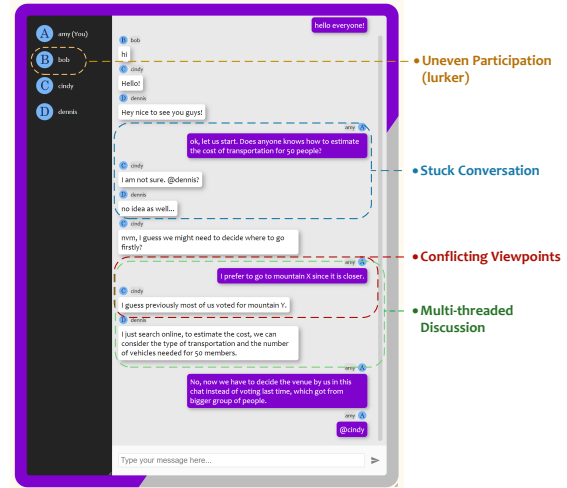 A amy (You)
B bob
C cindy
D dennis
hello everyone!
B bob
hi
C cindy
Hello!
D dennis
Hey nice to see you guys!
amy A
ok, let us start. Does anyone knows how to estimate
the cost of transportation for 50 people?
C cindy
I am not sure. @dennis?
D dennis
no idea as well...
C cindy
nvm, I guess we might need to decide where to go
firstly?
amy A
I prefer to go to mountain X since it is closer.
C cindy
I guess previously most of us voted for mountain Y.
D dennis
I just search online, to estimate the cost, we can
consider the type of transportation and the number
of vehicles needed for 50 members.
amy A
No, now we have to decide the venue by us in this
chat instead of voting last time, which got from
bigger group of people.
amy A
@cindy
Type your message here...
• Uneven Participation
(lurker)
• Stuck Conversation
• Conflicting Viewpoints
• Multi-threaded
Discussion